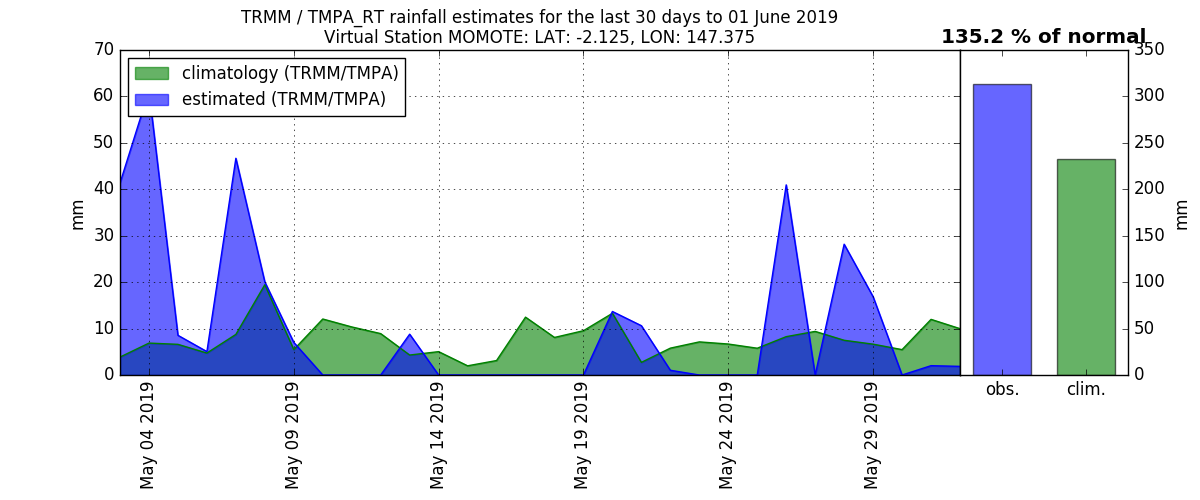 TRMM / TMPA_RT rainfall estimates for the last 30 days to 01 June 2019
Virtual Station MOMOTE: LAT: -2.125, LON: 147.375
135.2 % of normal
climatology (TRMM/TMPA)
estimated (TRMM/TMPA)
70
60
50
40
30
20
10
0
mm
May 04 2019
May 09 2019
May 14 2019
May 19 2019
May 24 2019
May 29 2019
350
300
250
200
150
100
50
0
mm
obs.
clim.